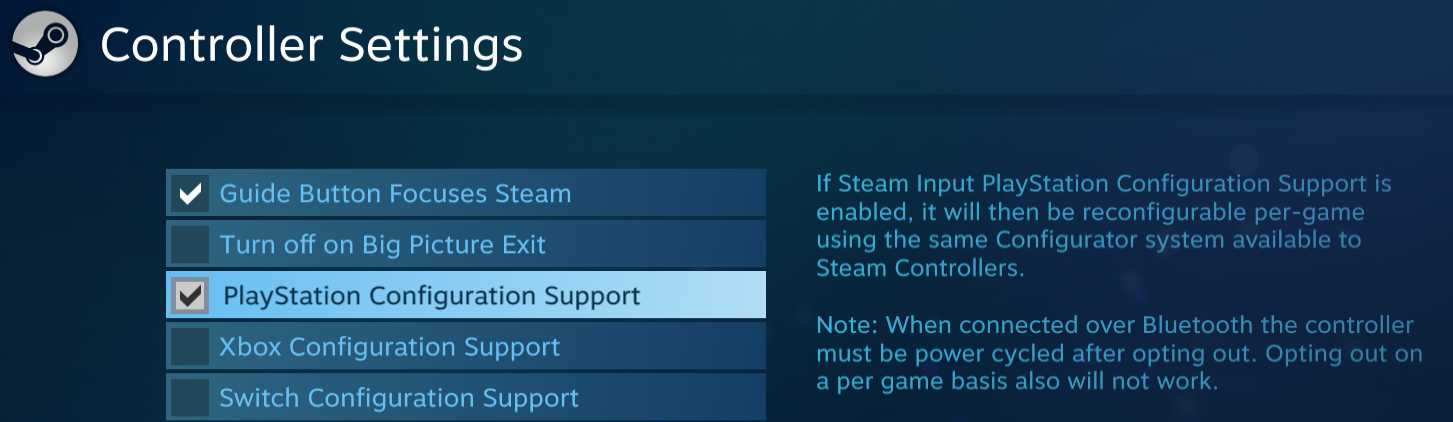 Controller Settings
Guide Button Focuses Steam
Turn off on Big Picture Exit
PlayStation Configuration Support
Xbox Configuration Support
Switch Configuration Support
If Steam Input PlayStation Configuration Support is
enabled, it will then be reconfigurable per-game
using the same Configurator system available to
Steam Controllers.
Note: When connected over Bluetooth the controller
must be power cycled after opting out. Opting out on
a per game basis also will not work.